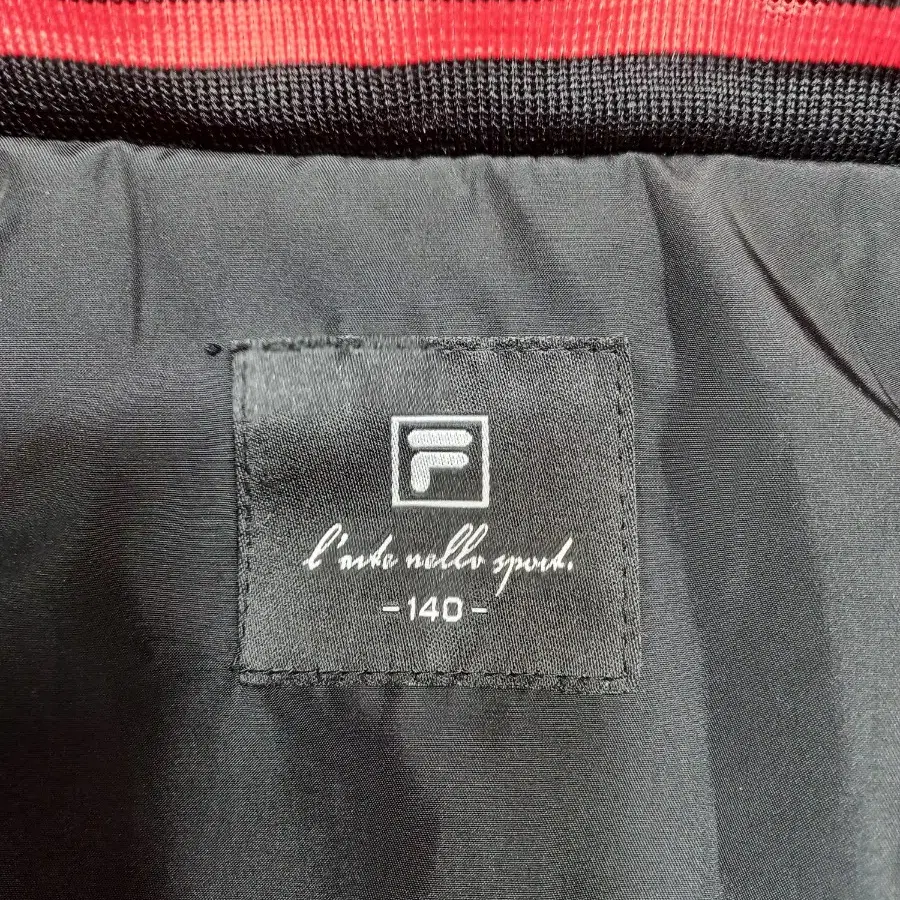 F
l'arte nello sport.
- 140 -